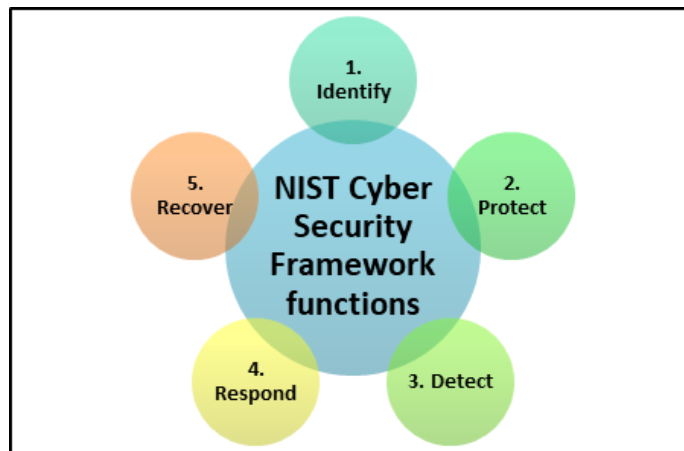 1.
Identify
NIST Cyber
Security
Framework
functions
2.
Protect
3. Detect
4.
Respond
5.
Recover